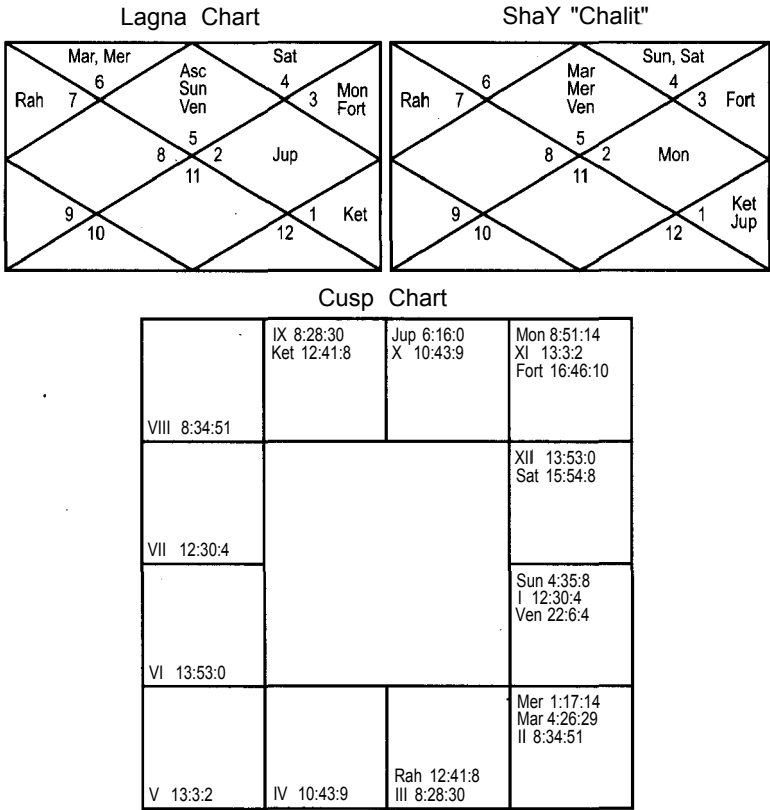 Lagna Chart
Mar, Mer
6
Rah 7
Asc
Sun
Ven
Sat
4
3 Mon
Fort
5
8 2
11
Jup
9
10
1 Ket
12
ShaY "Chalit"
6
Rah 7
Mar
Mer
Ven
Sun, Sat
4
3 Fort
5
8 2
11
Mon
9
10
1 Ket
Jup
12
Cusp Chart
VIII 8:34:51
IX 8:28:30
Ket 12:41:8
Jup 6:16:0
X 10:43:9
Mon 8:51:14
XI 13:3:2
Fort 16:46:10
VII 12:30:4
XII 13:53:0
Sat 15:54:8
VI 13:53:0
Sun 4:35:8
I 12:30:4
Ven 22:6:4
V 13:3:2
IV 10:43:9
Rah 12:41:8
III 8:28:30
Mer 1:17:14
Mar 4:26:29
II 8:34:51